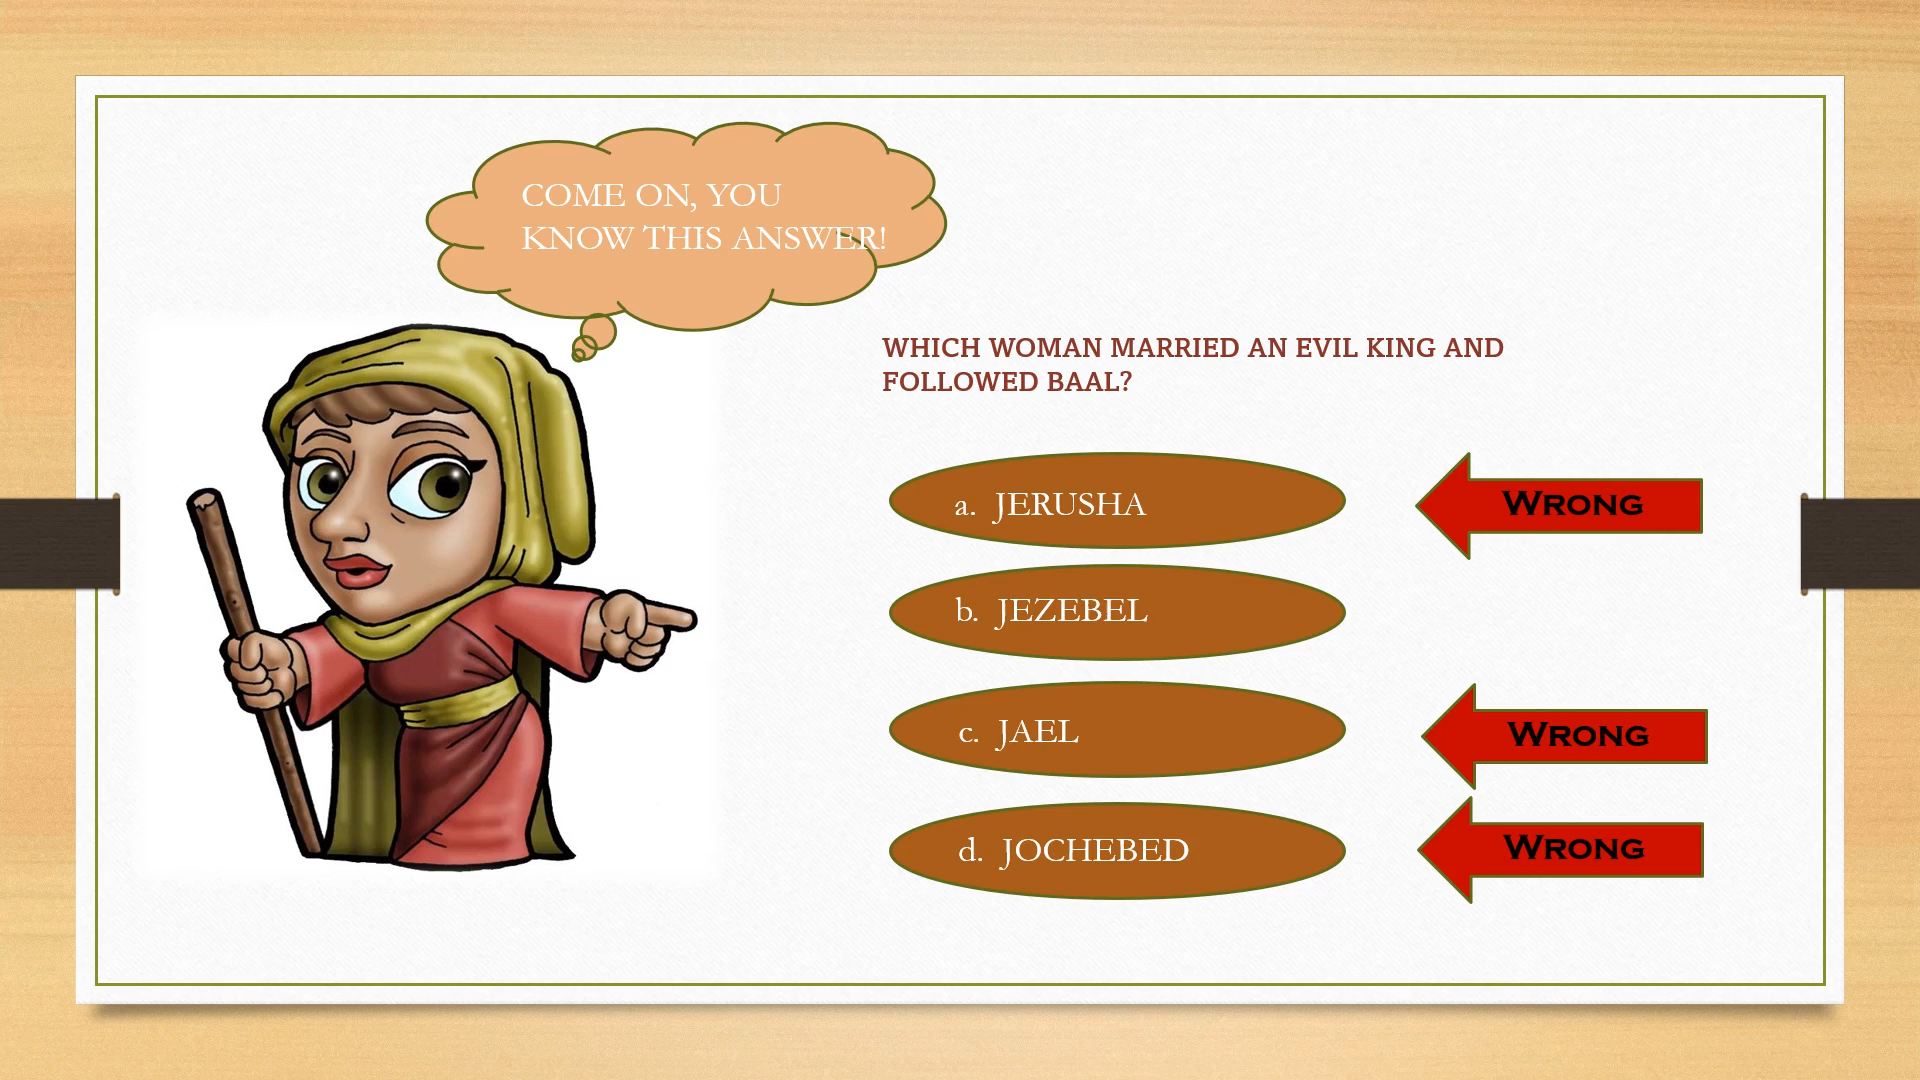 COME ON, YOU
KNOW THIS ANSWER!
WHICH WOMAN MARRIED AN EVIL KING AND
FOLLOWED BAAL?
a. JERUSHA
WRONG
b. JEZEBEL
c. JAEL
WRONG
d. JOCHEBED
WRONG